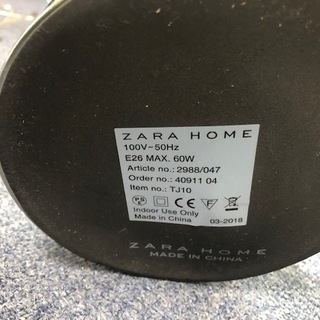 ZARA HOME
100V~50Hz
E26 MAX. 60W
Article no.: 2988/047
Order no.: 40911 04
Item no.: TJ10
Indoor Use Only
Made in China 03-2018
ZARA HOME
MADE IN CHINA